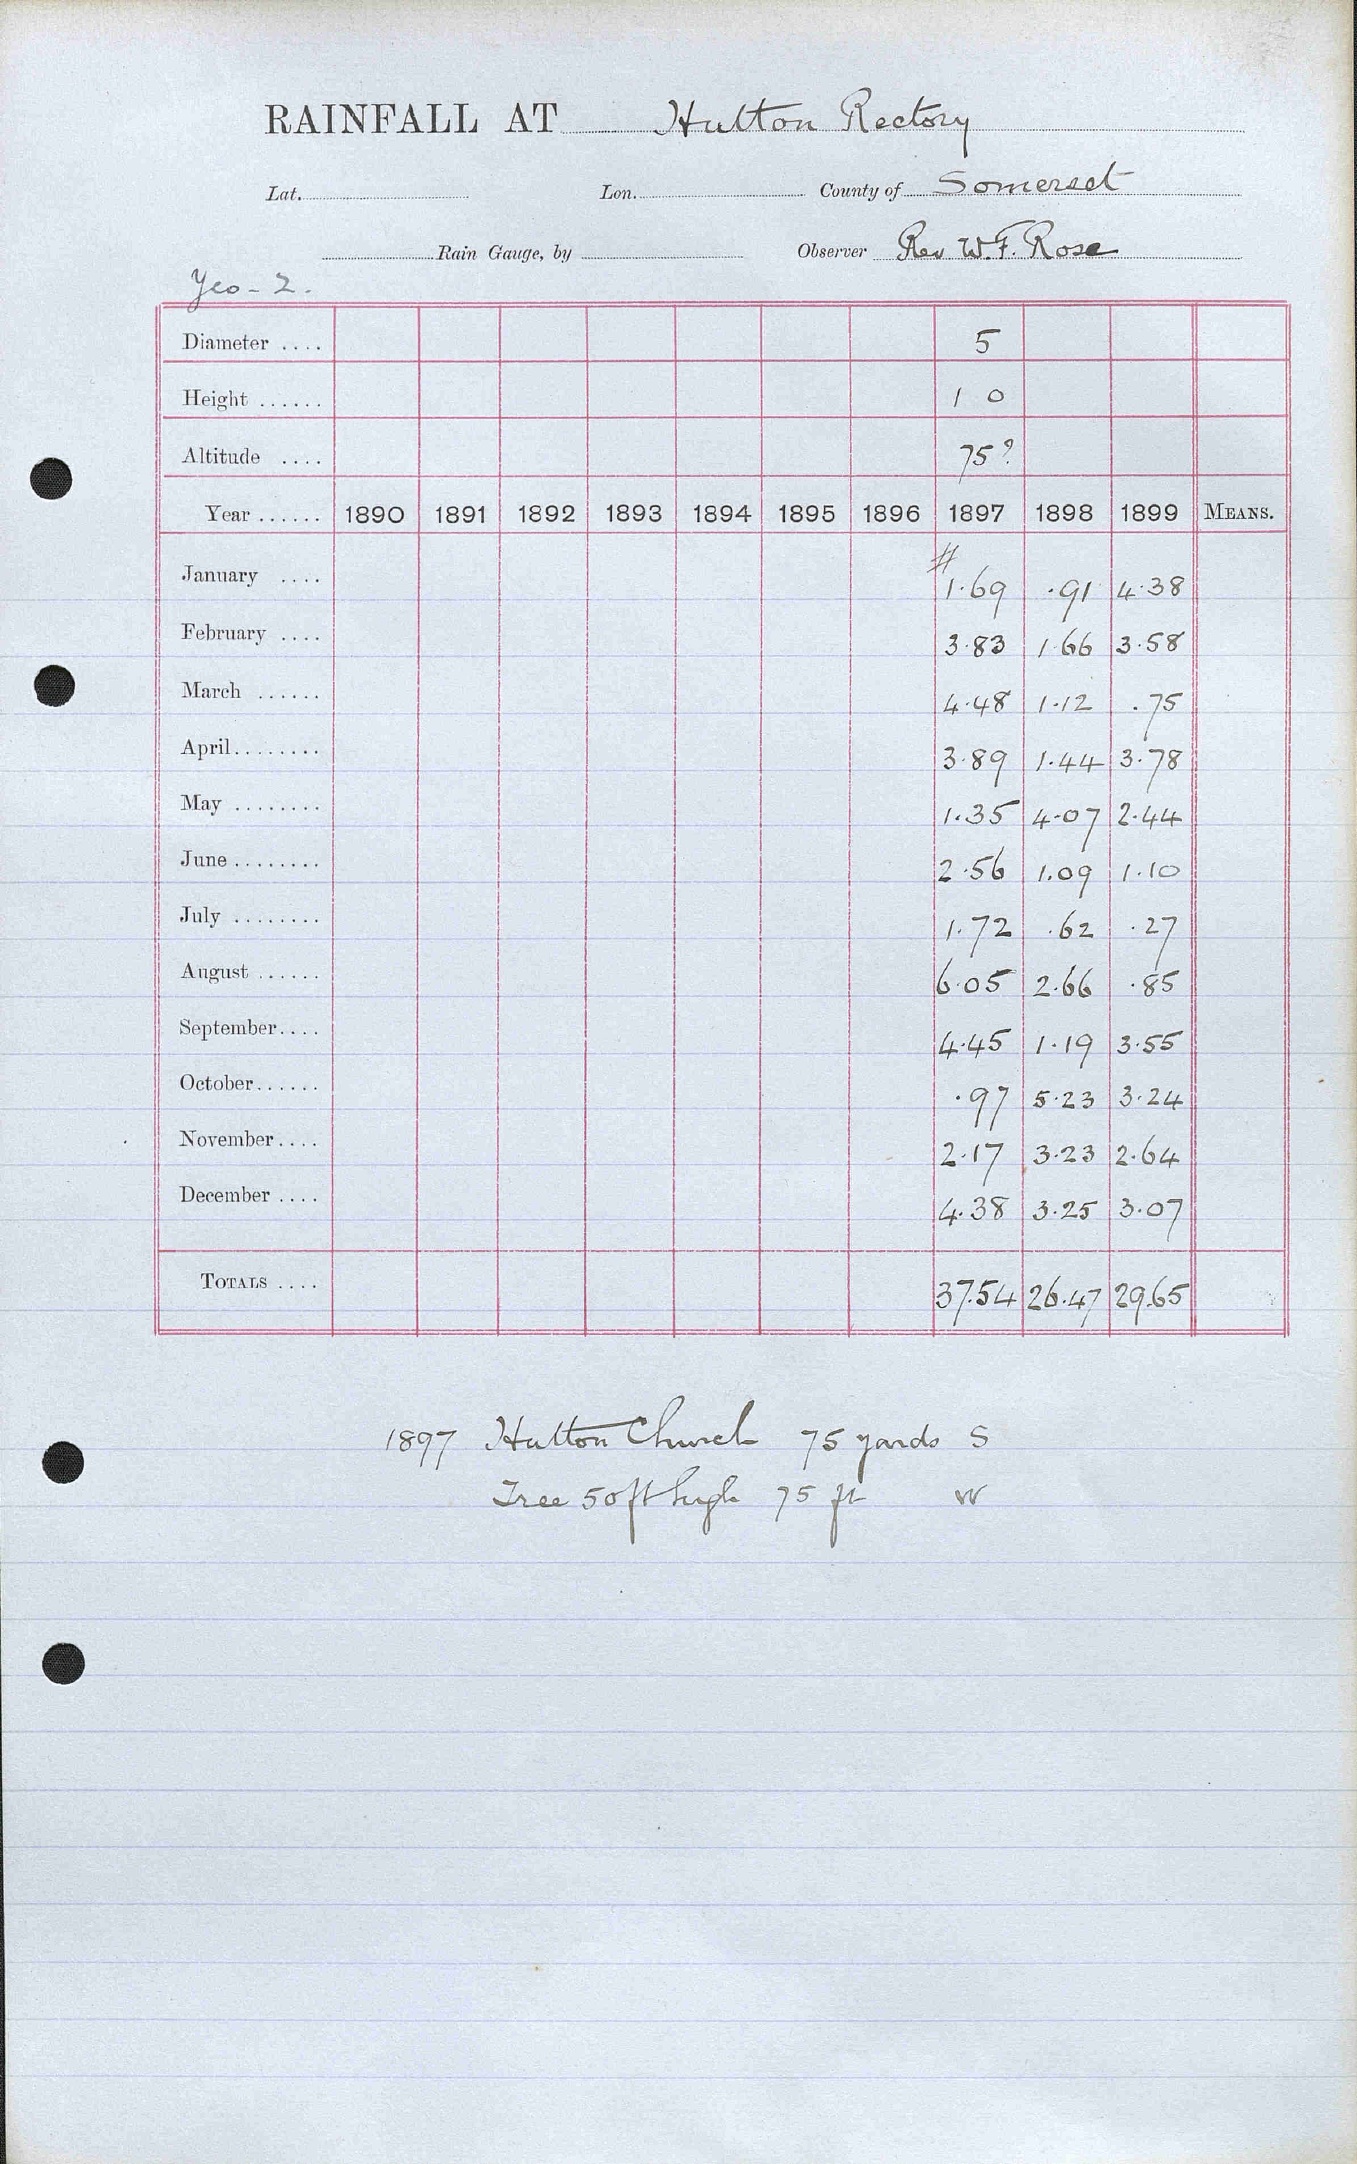 RAINFALL AT Hutton Rectory
Lat. Lon. County of Somerset
Rain Gauge, by Observer Rev W.F. Rose
Yeo - 2.
Diameter .... 5
Height ...... 1 0
Altitude .... 75?
Year ...... 1890 1891 1892 1893 1894 1895 1896 1897 1898 1899 MEANS.
#
January .... 1.69 .91 4.38
February .... 3.83 1.66 3.58
March ...... 4.48 1.12 .75
April ........ 3.89 1.44 3.78
May ........ 1.35 4.07 2.44
June ........ 2.56 1.09 1.10
July ........ 1.72 .62 .27
August ...... 6.05 2.66 .85
September .... 4.45 1.19 3.55
October ...... .97 5.23 3.24
November .... 2.17 3.23 2.64
December .... 4.38 3.25 3.07
TOTALS .... 37.54 26.47 29.65
1897 Hutton Church 75 yards S
Tree 50 ft high 75 ft W